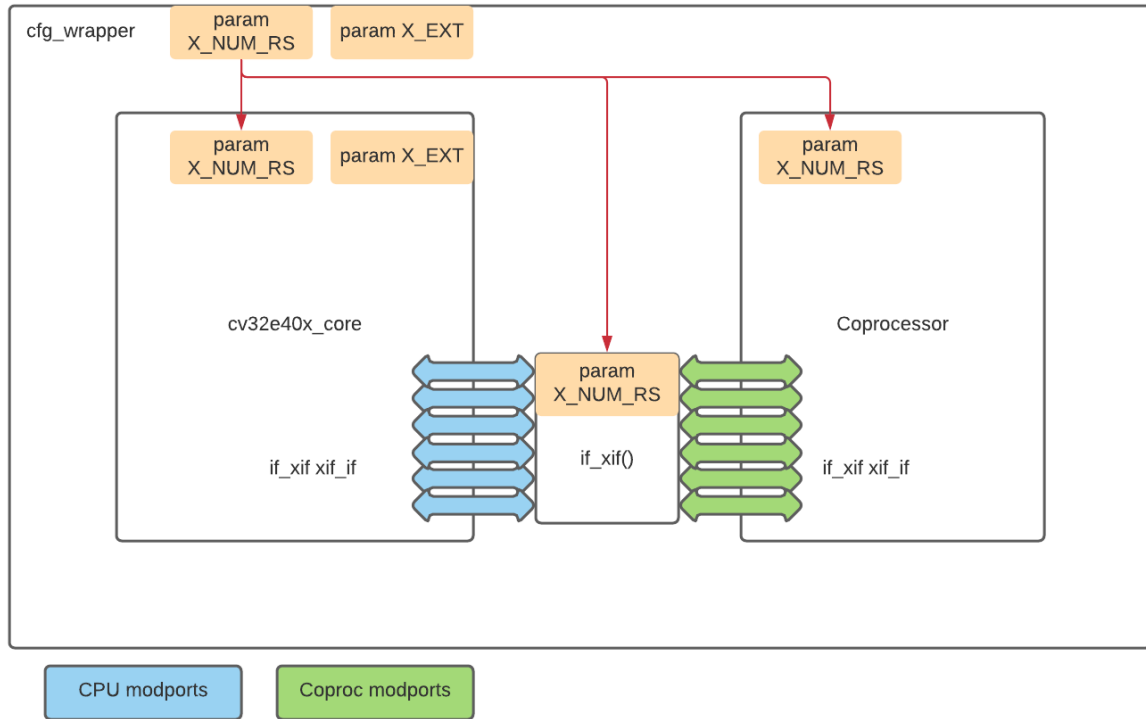 cfg_wrapper
param
X_NUM_RS
param X_EXT
param
X_NUM_RS
param X_EXT
param
X_NUM_RS
cv32e40x_core
Coprocessor
param
X_NUM_RS
if_xif xif_if
if_xif()
if_xif xif_if
CPU modports
Coproc modports